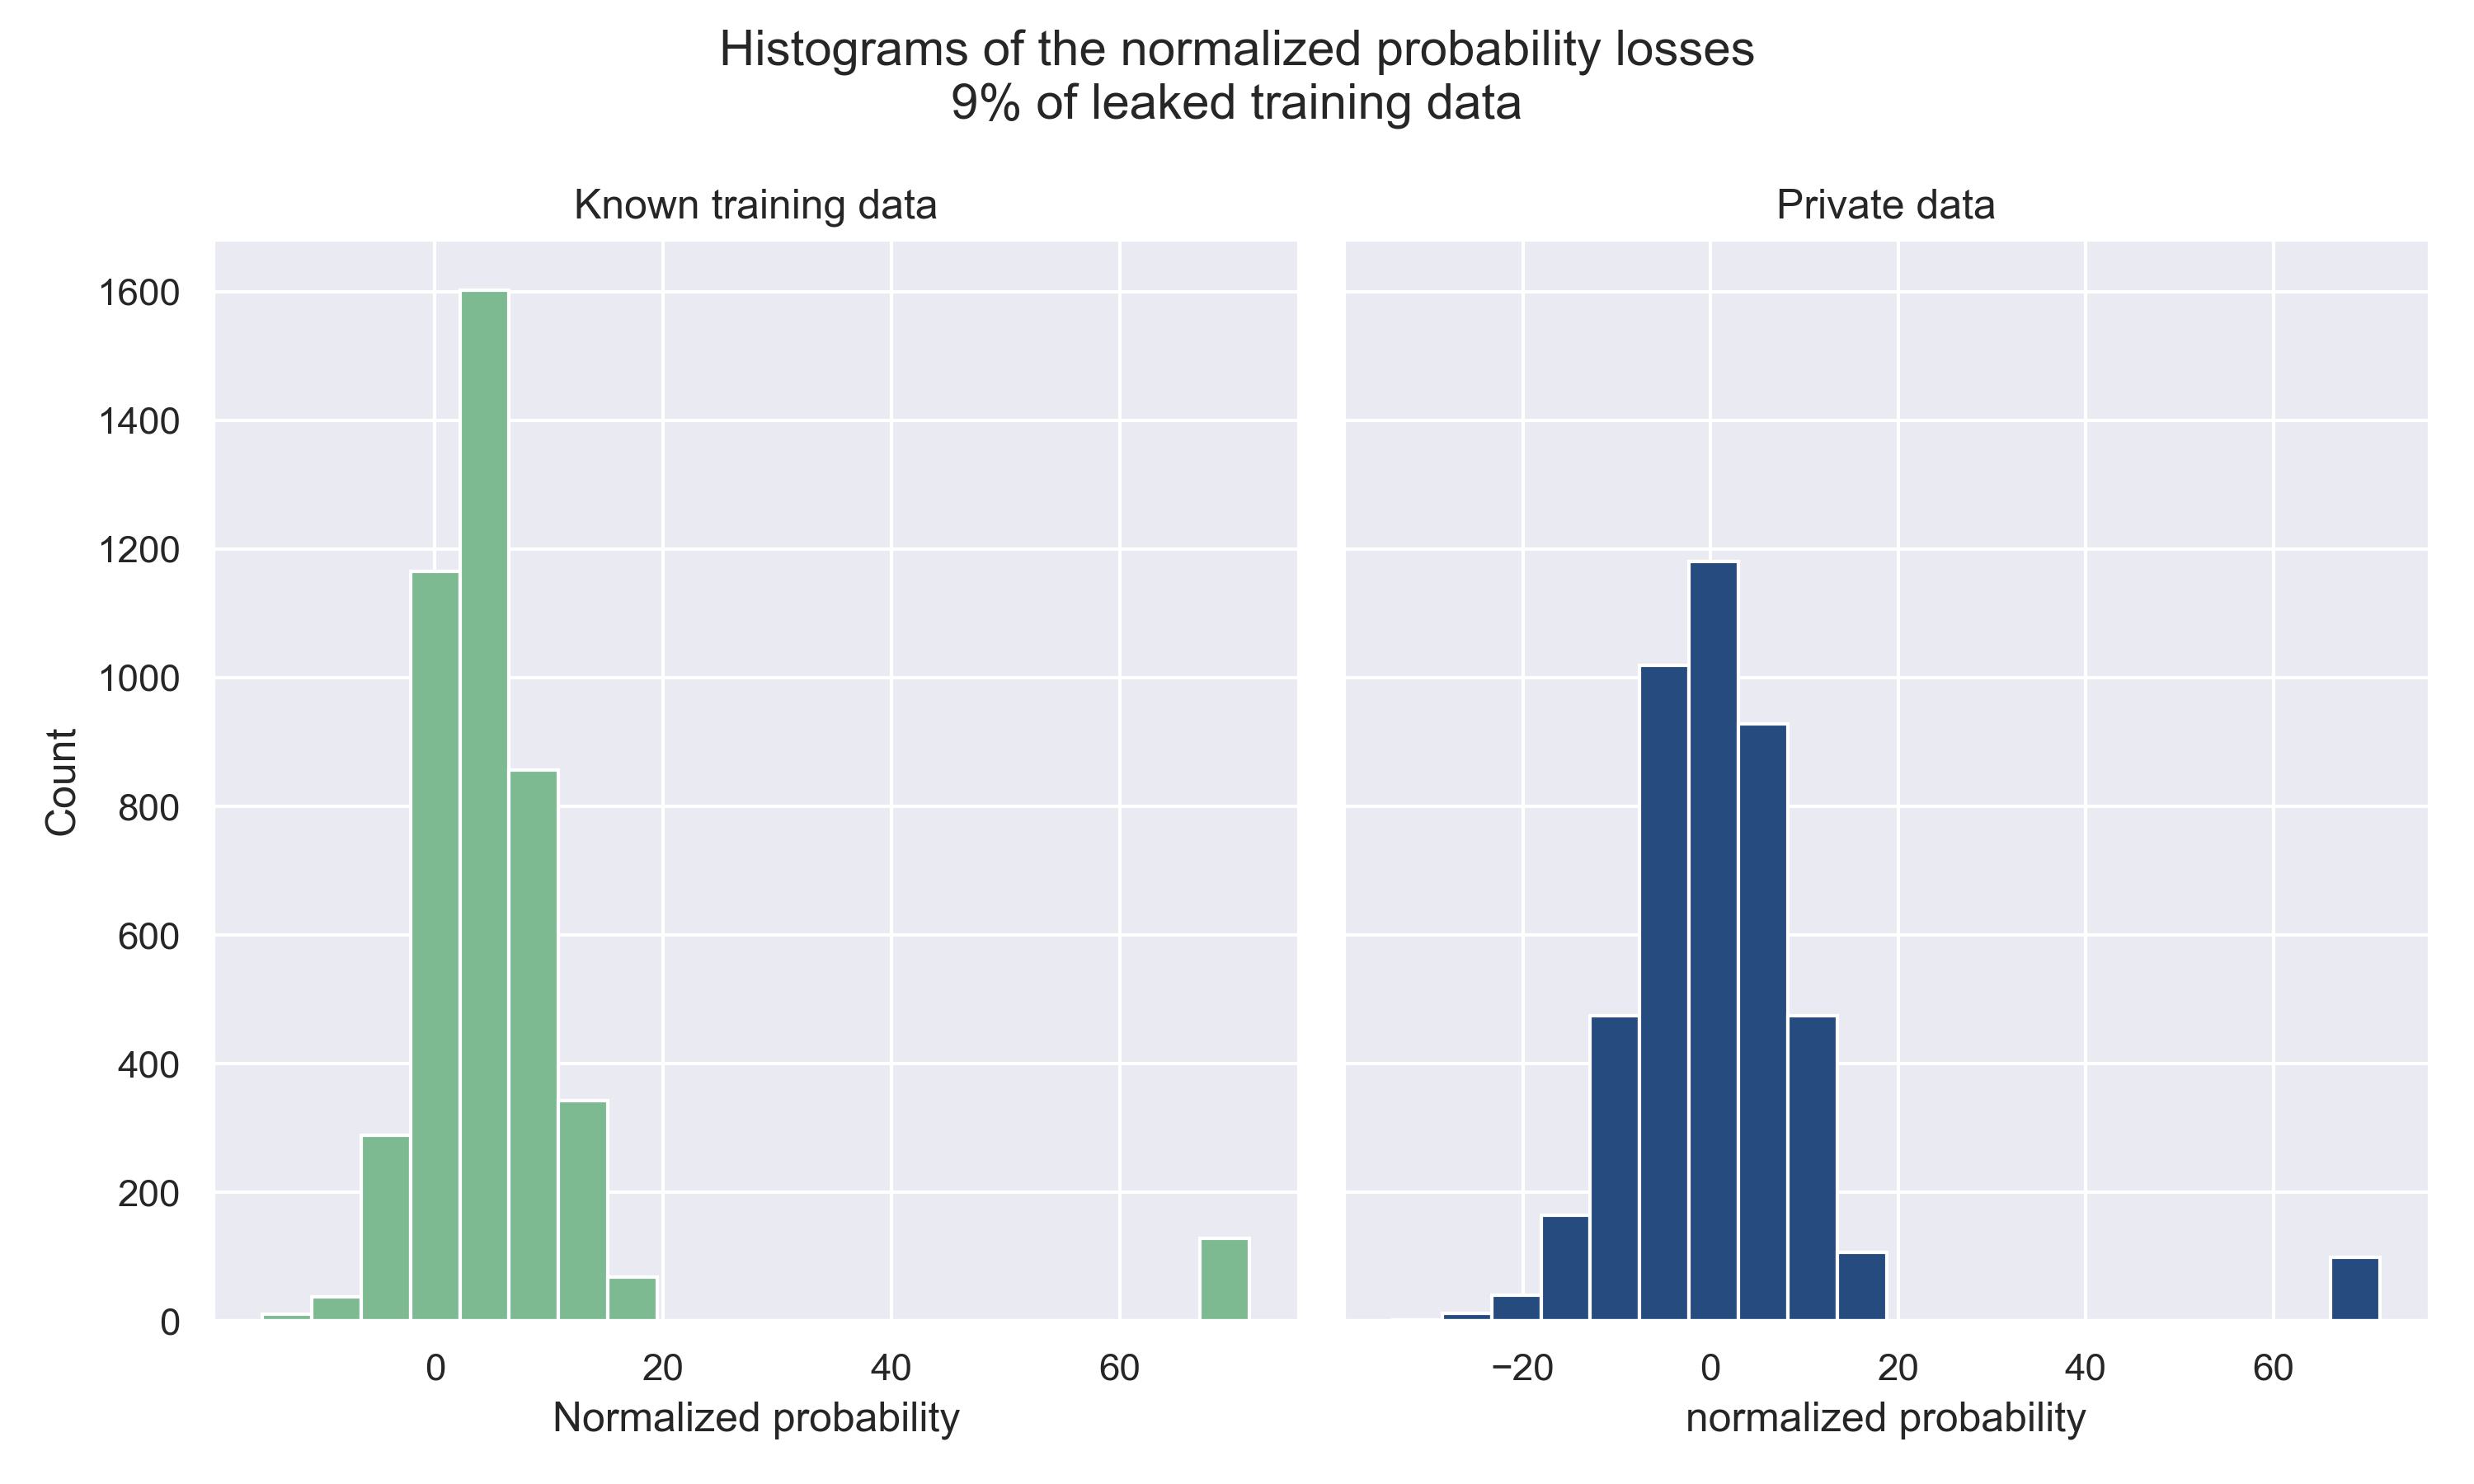 Histograms of the normalized probability losses
9% of leaked training data
Known training data
Private data
1600
1400
1200
1000
800
600
400
200
0
Count
0 20 40 60
−20 0 20 40 60
Normalized probability
normalized probability